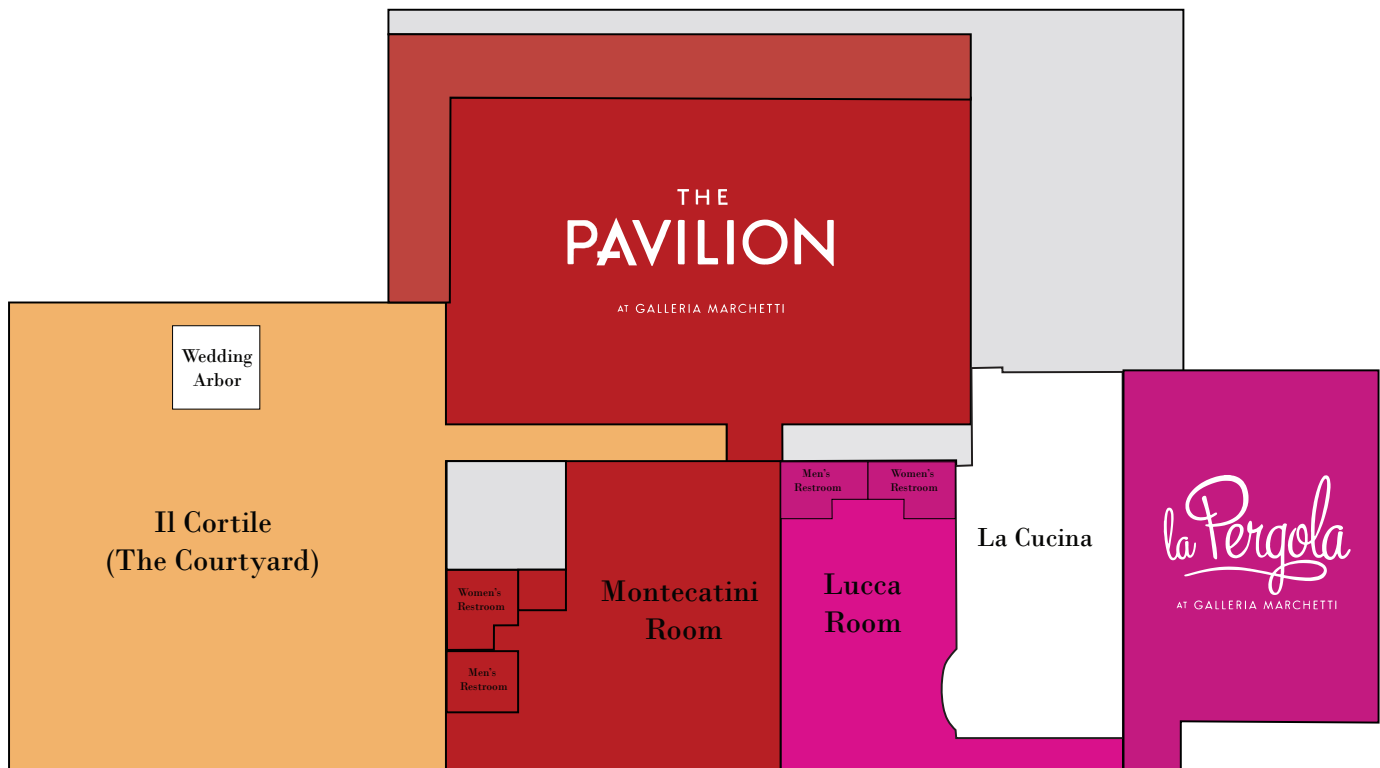 THE
PAVILION
AT GALLERIA MARCHETTI
Wedding
Arbor
Il Cortile
(The Courtyard)
Women's
Restroom
Men's
Restroom
Montecatini
Room
Men's
Restroom
Women's
Restroom
Lucca
Room
La Cucina
la Pergola
AT GALLERIA MARCHETTI